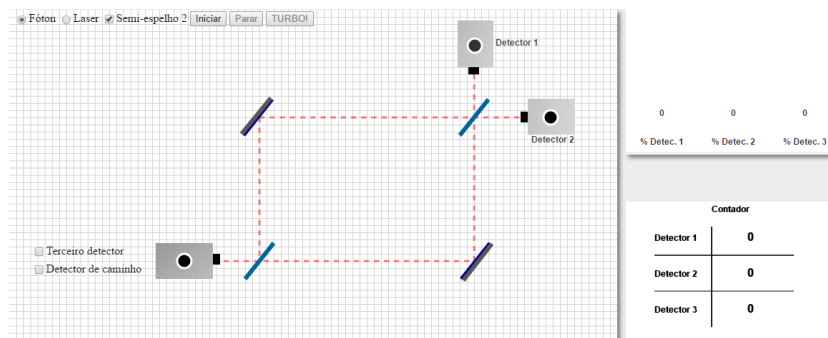 Fóton Laser Semi-espelho 2 Iniciar Parar TURBO!
Detector 1
Detector 2
Terceiro detector
Detector de caminho
0 0 0
% Detec. 1 % Detec. 2 % Detec. 3
Contador
Detector 1 0
Detector 2 0
Detector 3 0